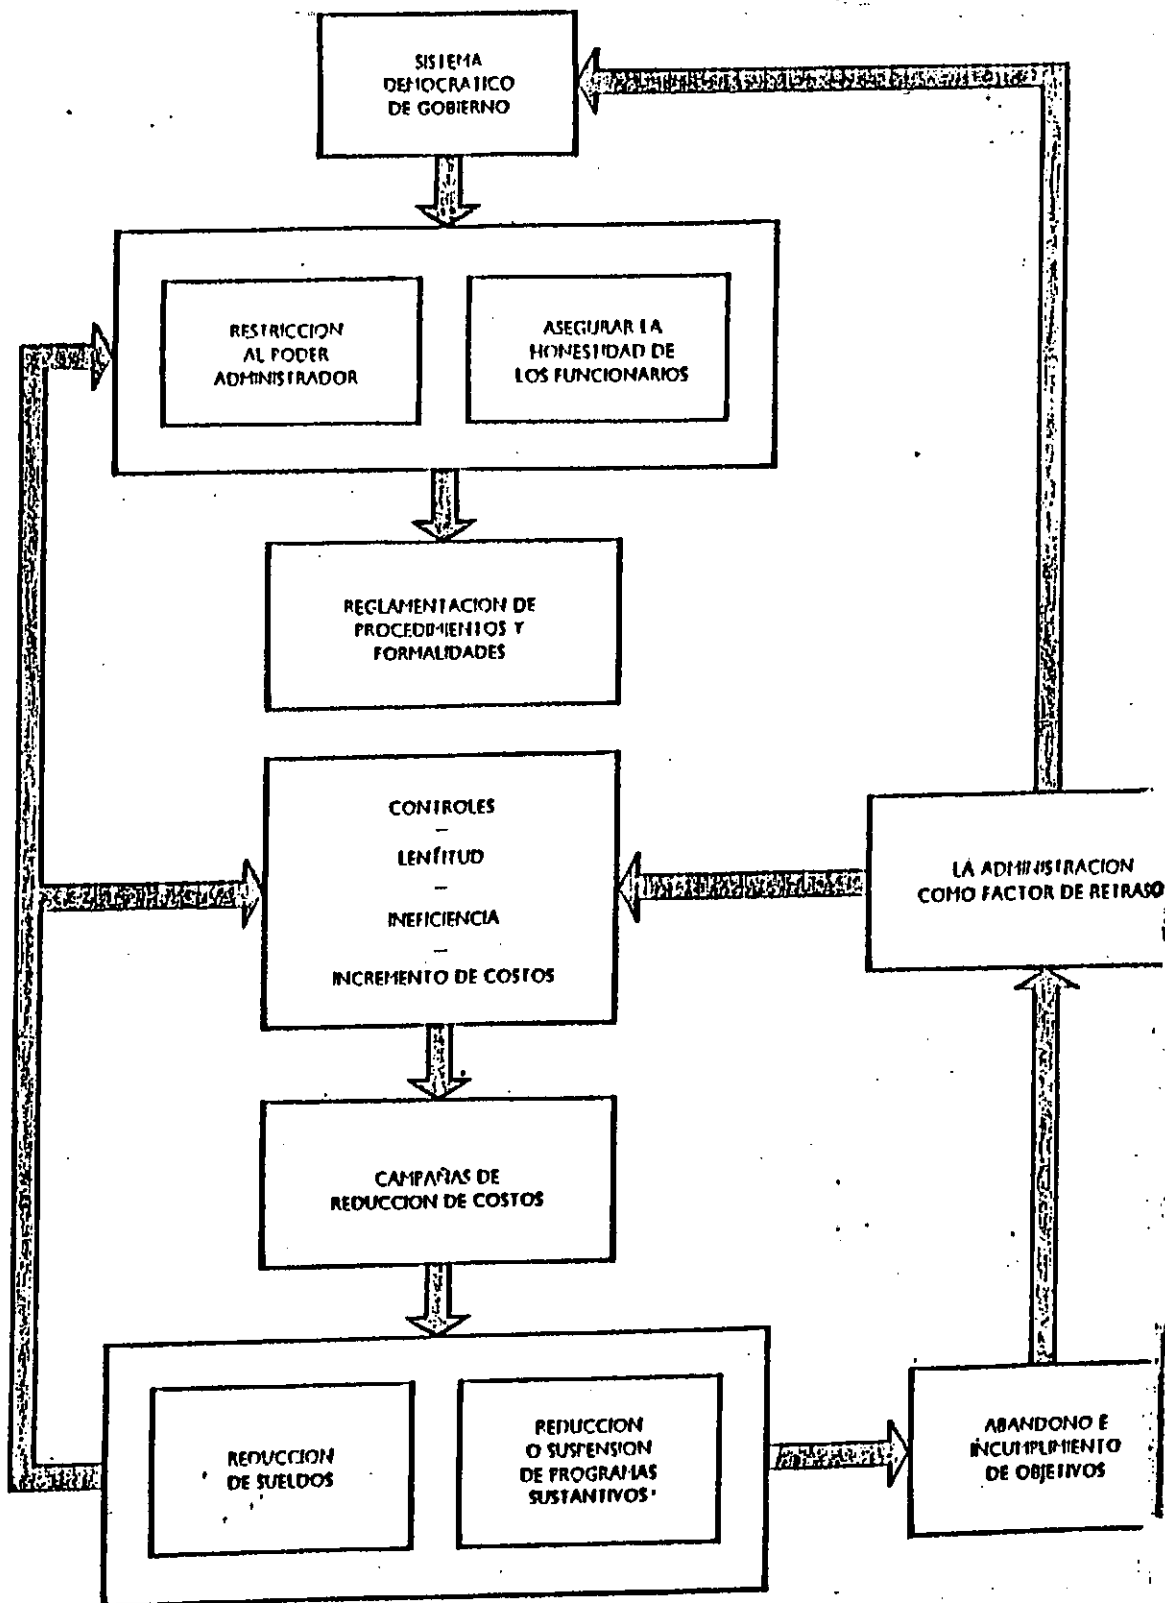 SISTEMA
DEMOCRATICO
DE GOBIERNO
RESTRICCION
AL PODER
ADMINISTRADOR
ASEGURAR LA
HONESTIDAD DE
LOS FUNCIONARIOS
REGLAMENTACION DE
PROCEDIMIENTOS Y
FORMALIDADES
CONTROLES
—
LENTITUD
—
INEFICIENCIA
—
INCREMENTO DE COSTOS
LA ADMINISTRACION
COMO FACTOR DE RETRASO
CAMPAÑAS DE
REDUCCION DE COSTOS
REDUCCION
DE SUELDOS
REDUCCION
O SUSPENSION
DE PROGRAMAS
SUSTANTIVOS
ABANDONO E
INCUMPLIMIENTO
DE OBJETIVOS